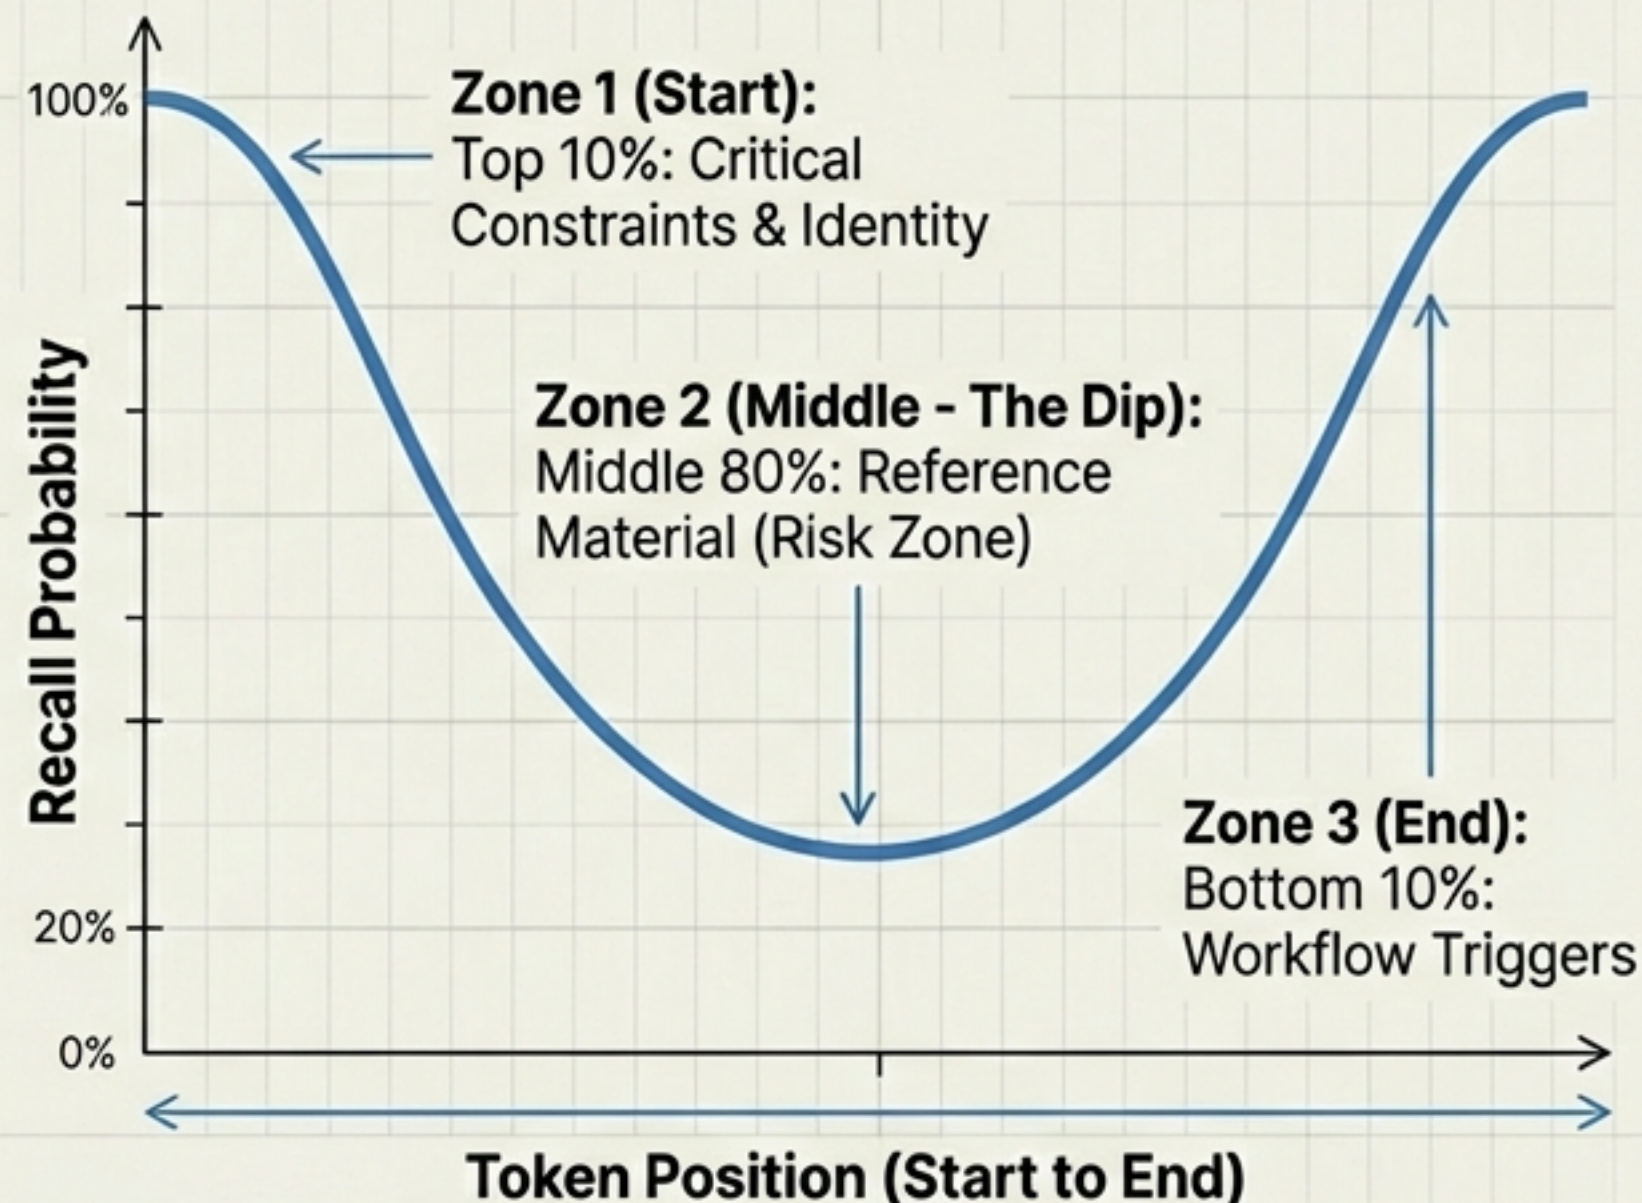 100%
Zone 1 (Start):
Top 10%: Critical
Constraints & Identity
Recall Probability
Zone 2 (Middle - The Dip):
Middle 80%: Reference
Material (Risk Zone)
Zone 3 (End):
Bottom 10%:
Workflow Triggers
20%
0%
Token Position (Start to End)